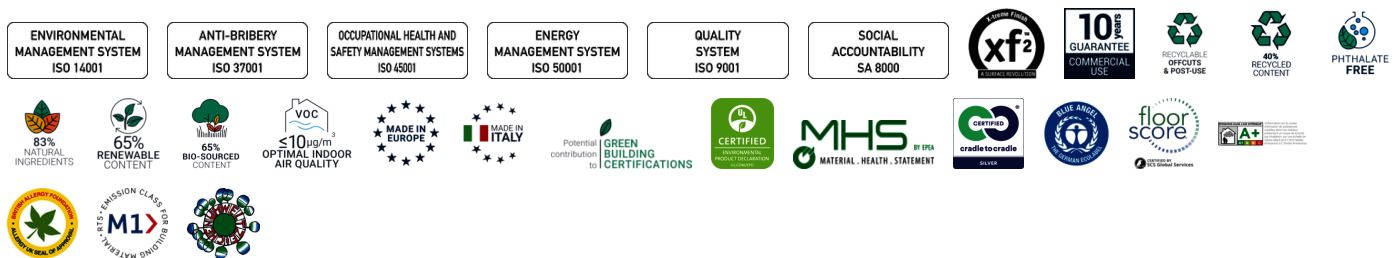 ENVIRONMENTAL
MANAGEMENT SYSTEM
ISO 14001
ANTI-BRIBERY
MANAGEMENT SYSTEM
ISO 37001
OCCUPATIONAL HEALTH AND
SAFETY MANAGEMENT SYSTEMS
ISO 45001
ENERGY
MANAGEMENT SYSTEM
ISO 50001
QUALITY
SYSTEM
ISO 9001
SOCIAL
ACCOUNTABILITY
SA 8000
X-treme Finish
xf²
A SURFACE REVOLUTION
10 years
GUARANTEE
COMMERCIAL
USE
RECYCLABLE
OFFCUTS
& POST-USE
40%
RECYCLED
CONTENT
PHTHALATE
FREE
83%
NATURAL
INGREDIENTS
65%
RENEWABLE
CONTENT
65%
BIO-SOURCED
CONTENT
VOC
≤10µg/m3
OPTIMAL INDOOR
AIR QUALITY
MADE IN
EUROPE
MADE IN
ITALY
Potential
contribution
to
GREEN
BUILDING
CERTIFICATIONS
UL
CERTIFIED
ENVIRONMENTAL
PRODUCT DECLARATION
UL.COM/EPD
MHS
BY EPEA
MATERIAL . HEALTH . STATEMENT
CERTIFIED
cradletocradle
SILVER
BLUE ANGEL
THE GERMAN ECOLABEL
floor
score
CERTIFIED BY
SCS Global Services
A+
BRITISH ALLERGY FOUNDATION
ALLERGY UK SEAL OF APPROVAL
M1
RTS · EMISSION CLASS FOR BUILDING MATERIAL ·
UMWELTZEICHEN